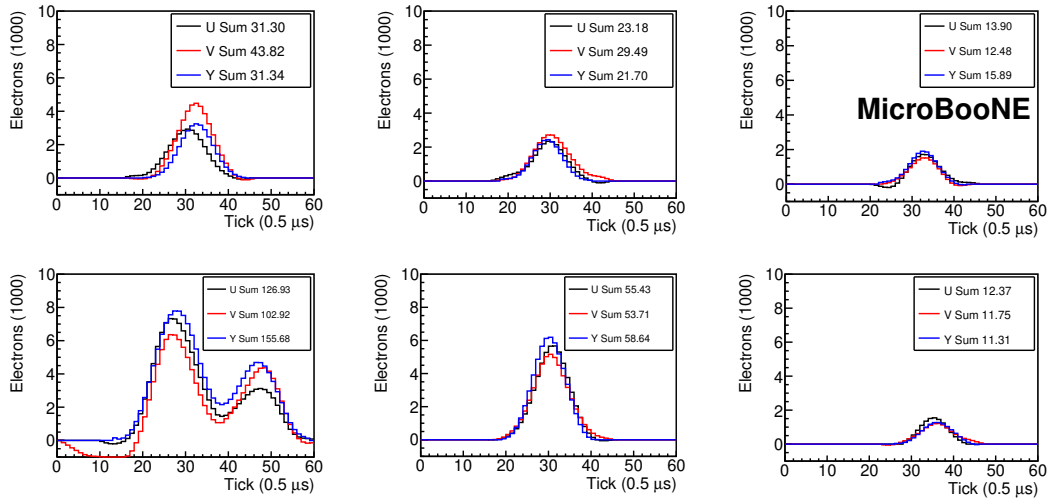 Electrons (1000)
10
8
6
4
2
0
U Sum 31.30
V Sum 43.82
Y Sum 31.34
0 10 20 30 40 50 60
Tick (0.5 µs)
Electrons (1000)
10
8
6
4
2
0
U Sum 23.18
V Sum 29.49
Y Sum 21.70
0 10 20 30 40 50 60
Tick (0.5 µs)
Electrons (1000)
10
8
6
4
2
0
U Sum 13.90
V Sum 12.48
Y Sum 15.89
MicroBooNE
0 10 20 30 40 50 60
Tick (0.5 µs)
Electrons (1000)
10
8
6
4
2
0
U Sum 126.93
V Sum 102.92
Y Sum 155.68
0 10 20 30 40 50 60
Tick (0.5 µs)
Electrons (1000)
10
8
6
4
2
0
U Sum 55.43
V Sum 53.71
Y Sum 58.64
0 10 20 30 40 50 60
Tick (0.5 µs)
Electrons (1000)
10
8
6
4
2
0
U Sum 12.37
V Sum 11.75
Y Sum 11.31
0 10 20 30 40 50 60
Tick (0.5 µs)